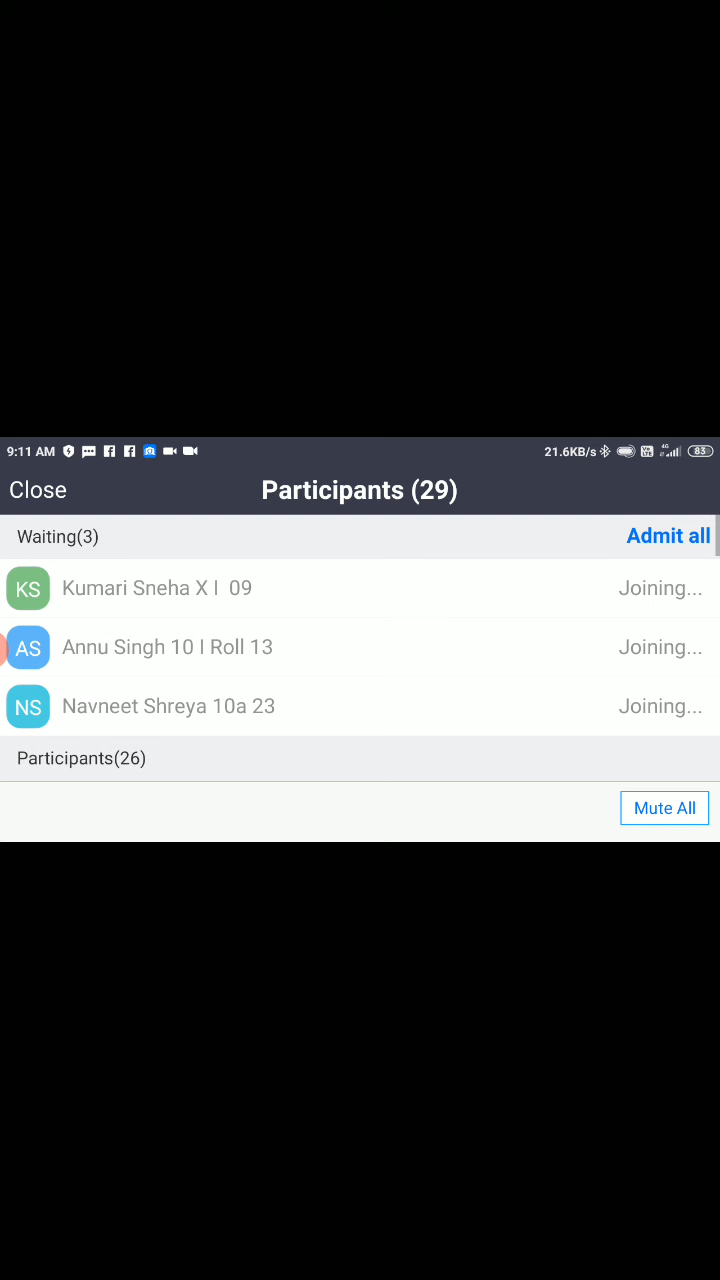 9:11 AM 21.6KB/s 4G 83
Close Participants (29)
Waiting(3) Admit all
KS Kumari Sneha X I 09 Joining...
AS Annu Singh 10 I Roll 13 Joining...
NS Navneet Shreya 10a 23 Joining...
Participants(26)
Mute All